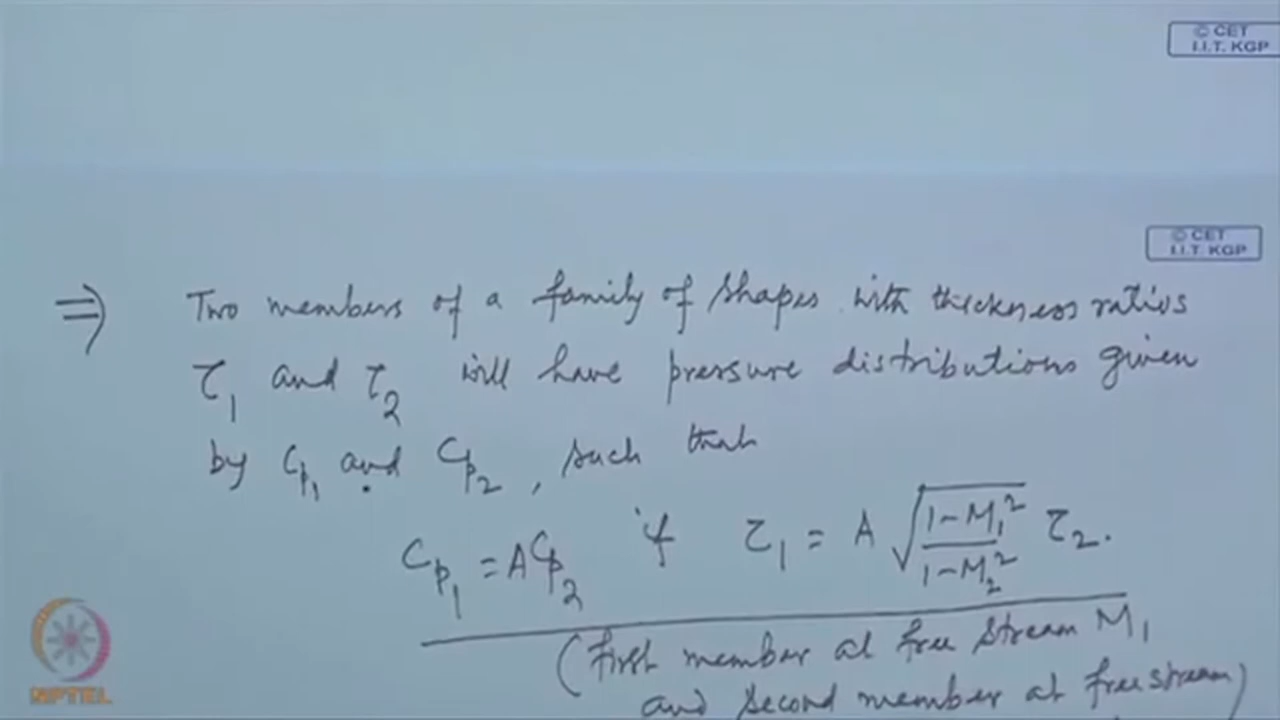 © CET
I.I.T. KGP
© CET
I.I.T. KGP
⇒ Two members of a family of shapes with thickness ratios
τ₁ and τ₂ will have pressure distributions given
by Cp₁ and Cp₂, such that
Cp₁ = A Cp₂ if τ₁ = A √((1-M₁²)/(1-M₂²)) τ₂.
(First member at free stream M₁
and second member at freestream)
NPTEL